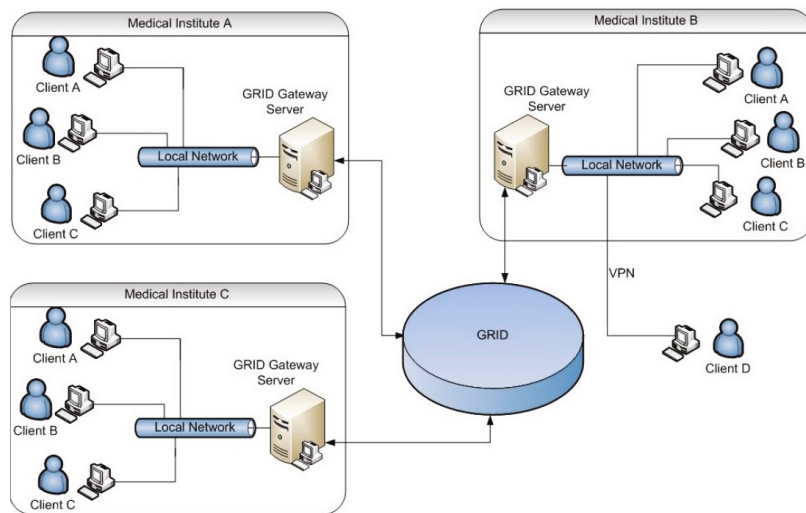 Medical Institute A
Client A
Client B
Client C
Local Network
GRID Gateway
Server
Medical Institute B
GRID Gateway
Server
Local Network
Client A
Client B
Client C
VPN
Client D
GRID
Medical Institute C
Client A
Client B
Client C
Local Network
GRID Gateway
Server